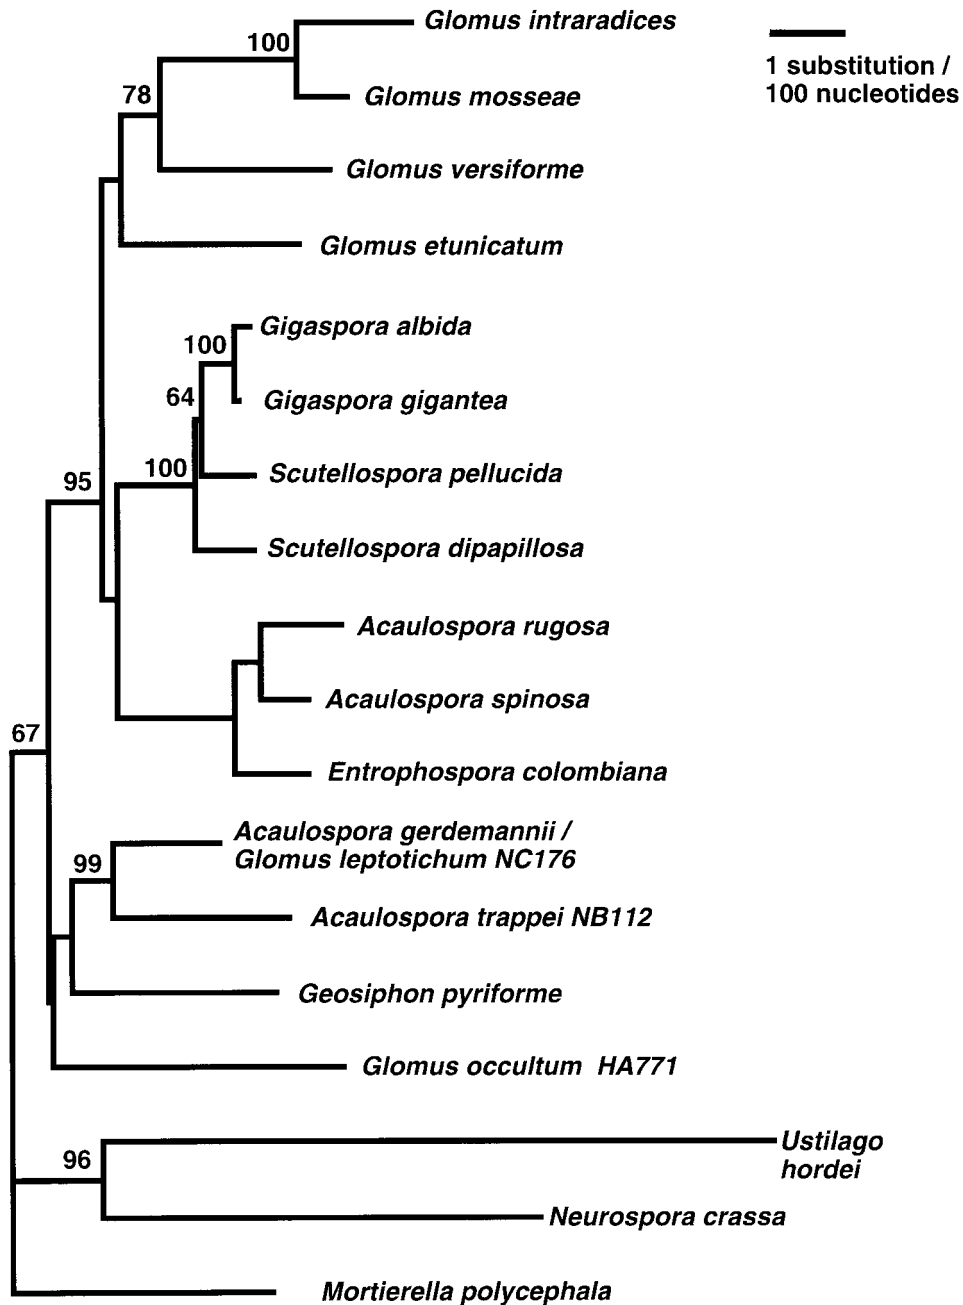 Glomus intraradices
100
1 substitution /
100 nucleotides
78
Glomus mosseae
Glomus versiforme
Glomus etunicatum
Gigaspora albida
100
64
Gigaspora gigantea
100
Scutellospora pellucida
95
Scutellospora dipapillosa
Acaulospora rugosa
Acaulospora spinosa
67
Entrophospora colombiana
Acaulospora gerdemannii /
Glomus leptotichum NC176
99
Acaulospora trappei NB112
Geosiphon pyriforme
Glomus occultum HA771
Ustilago
hordei
96
Neurospora crassa
Mortierella polycephala